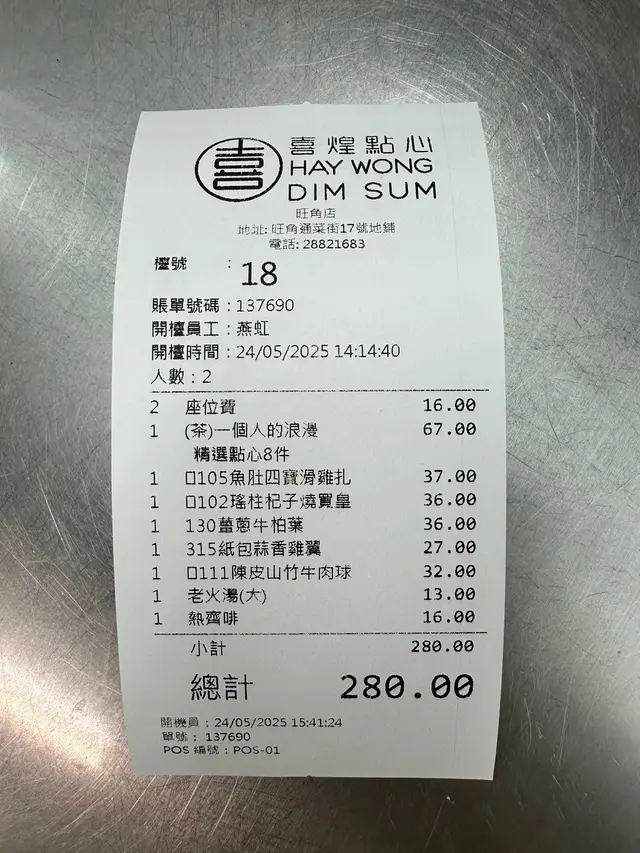 囍
喜煌點心
HAY WONG
DIM SUM
旺角店
地址: 旺角通菜街17號地鋪
電話: 28821683
檯號 : 18
賬單號碼 : 137690
開檯員工 : 燕虹
開檯時間 : 24/05/2025 14:14:40
人數 : 2
2 座位費 16.00
1 (茶)一個人的浪漫 67.00
精選點心8件
1 口105魚肚四寶滑雞扎 37.00
1 口102瑤柱杞子燒賣皇 36.00
1 130薑蔥牛柏葉 36.00
1 315紙包蒜香雞翼 27.00
1 口111陳皮山竹牛肉球 32.00
1 老火湯(大) 13.00
1 熱齋啡 16.00
小計 280.00
總計 280.00
開機員 : 24/05/2025 15:41:24
單號 : 137690
POS 編號 : POS-01